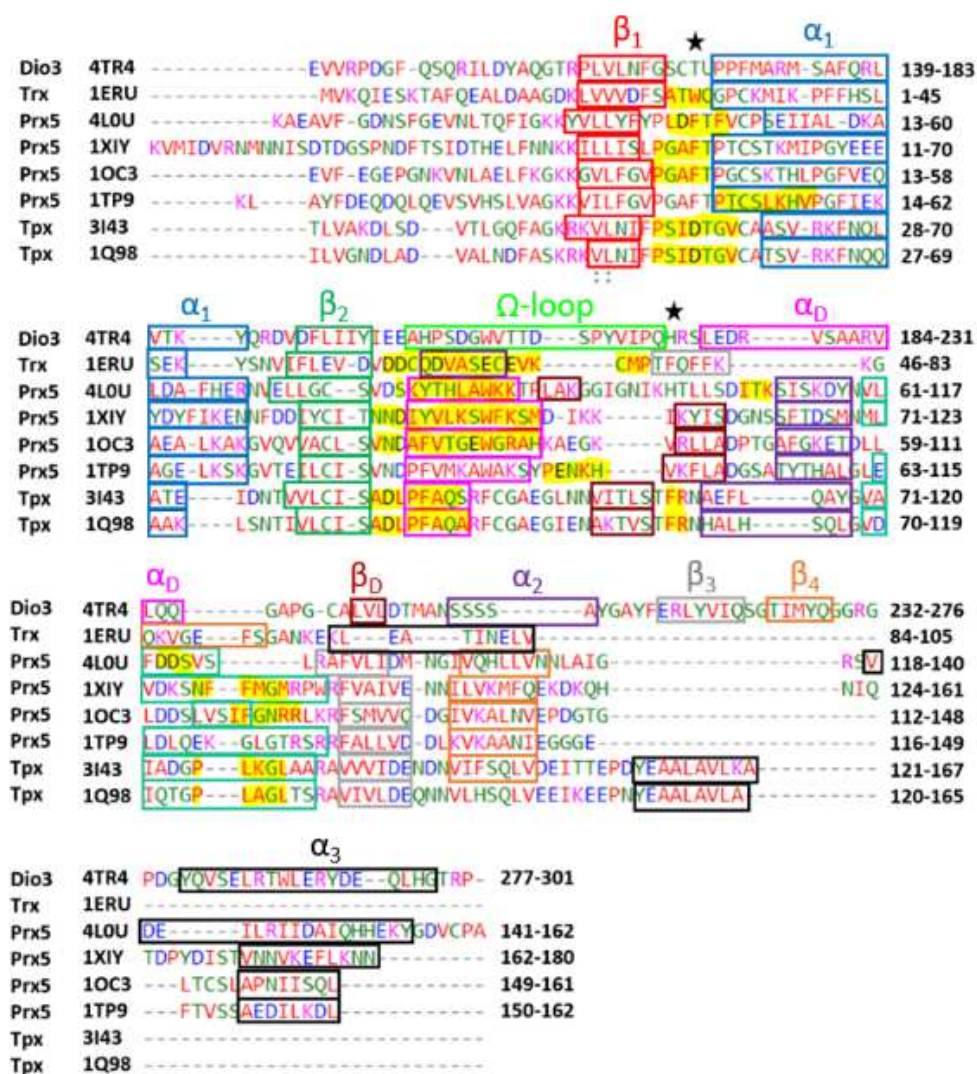 β1 ★ α1
Dio3 4TR4 ------------EVVRPDGF-QSQRILDYAQGTRPLVLNFGSCTUPPFMARM-SAFQRL 139-183
Trx 1ERU -------------MVKQIESKTAFQEALDAAGDKLVVVDFSATWCGPCKMIK-PFFHSL 1-45
Prx5 4L0U ---------KAEAVF-GDNSFGEVNLTQFIGKKYVLLYFYPLDFTFVCPSEIIAL-DKA 13-60
Prx5 1XIY KVMIDVRNMNNISDTDGSPNDFTSIDTHELFNNKKILLISLPGAFTPTCSTKMIPGYEEE 11-70
Prx5 1OC3 ------------EVF-EGEPGNKVNLAELFKGKKGVLFGVPGAFTPGCSKTHLPGFVEQ 13-58
Prx5 1TP9 ------KL---AYFDEQDQLQEVSVHSLVAGKKVILFGVPGAFTPTCSLKHVPGFIEK 14-62
Tpx 3I43 ------------TLVAKDLSD--VTLGQFAGKRKVLNIFPSIDTGVCAASV-RKFNQL 28-70
Tpx 1Q98 ------------ILVGNDLAD--VALNDFASKRKVLNIFPSIDTGVCATSV-RKFNQQ 27-69
::
α1 β2 Ω-loop ★ αD
Dio3 4TR4 VTK----YQRDVDFLIIYIEEAHPSDGWVTTD---SPYVIPQHRSLEDR----VSAARV 184-231
Trx 1ERU SEK----YSNVIFLEV-DVDDCQDVASECEVK------CMPTFQFFK----------KG 46-83
Prx5 4L0U LDA-FHERNVELLGC-SVDSKYTHLAWKKTPLAKGGIGNIKHTLLSDITKSISKDYNVL 61-117
Prx5 1XIY YDYFIKENNFDDIYCIT-NNDIYVLKSWFKSMD-IKK----IKYISDGNSSFTDSMNML 71-123
Prx5 1OC3 AEA-LKAKGVQVVACLS-VNDAFVTGEWGRAHKAEGK----VRLLADPTGAFGKETDLL 59-111
Prx5 1TP9 AGE-LKSKGVTEILCIS-VNDPFVMKAWAKSYPENKH----VKFLADGSATYTHALGLE 63-115
Tpx 3I43 ATE----IDNTVVLCI-SADLPFAQSRFCGAEGLNNVITLSTFRNAEFL----QAYGVA 71-120
Tpx 1Q98 AAK----LSNTIVLCI-SADLPFAQARFCGAEGIENAKTVSTFRNHALH----SQLGVD 70-119
αD βD α2 β3 β4
Dio3 4TR4 LQQ-----GAPG-CALVLDTMANSSSS-----AYGAYFERLYVIQSGTIMYQGGRG 232-276
Trx 1ERU QKVGE---FSGANKEKL--EA---TINELV-------------------------- 84-105
Prx5 4L0U FDDSVS-----LRAFVLIDM-NGIVQHLLVNNLAIG-----------------RSV 118-140
Prx5 1XIY VDKSNF--FMGMRPWRFVAIVE-NNILVKMFQEKDKQH---------------NIQ 124-161
Prx5 1OC3 LDDSLVSIFGNRRLKRFSMVVQ-DGIVKALNVEPDGTG------------------ 112-148
Prx5 1TP9 LDLQEK--GLGTRSRRFALLVD-DLKVKAANIEGGGE------------------- 116-149
Tpx 3I43 IADGP---LKGLAARAVVVIDENDNVIFSQLVDEITTEPDYEAALAVLKA------ 121-167
Tpx 1Q98 IQTGP---LAGLTSRAVIVLDEQNNVLHSQLVEEIKEEPNYEAALAVLA------- 120-165
α3
Dio3 4TR4 PDGYQVSELRTWLERYDE--QLHGTRP- 277-301
Trx 1ERU ----------------------------
Prx5 4L0U DE------ILRIIDAIQHHEKYGDVCPA 141-162
Prx5 1XIY TDPYDISTVNNVKEFLKNN--------- 162-180
Prx5 1OC3 ---LTCSLAPNIISQL------------ 149-161
Prx5 1TP9 ---FTVSSAEDILKDL------------ 150-162
Tpx 3I43 ----------------------------
Tpx 1Q98 ----------------------------